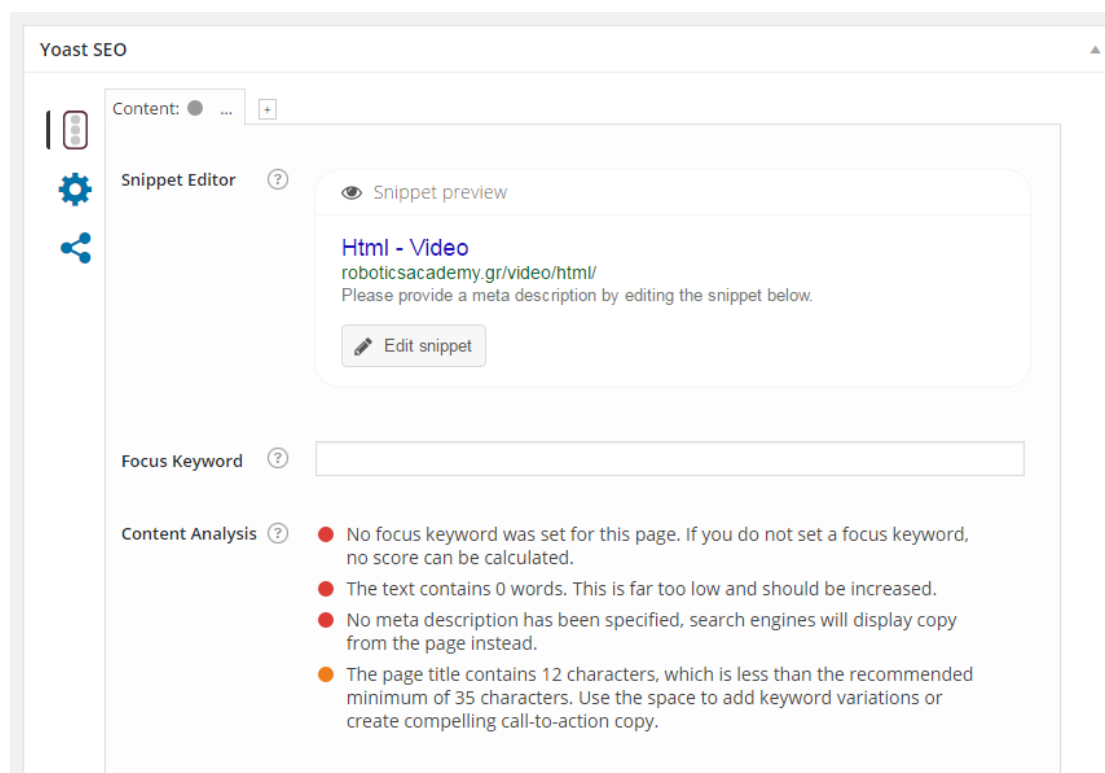 Yoast SEO
Content: ...
+
Snippet Editor ?
Snippet preview
Html - Video
roboticsacademy.gr/video/html/
Please provide a meta description by editing the snippet below.
Edit snippet
Focus Keyword ?
Content Analysis ?
No focus keyword was set for this page. If you do not set a focus keyword,
no score can be calculated.
The text contains 0 words. This is far too low and should be increased.
No meta description has been specified, search engines will display copy
from the page instead.
The page title contains 12 characters, which is less than the recommended
minimum of 35 characters. Use the space to add keyword variations or
create compelling call-to-action copy.